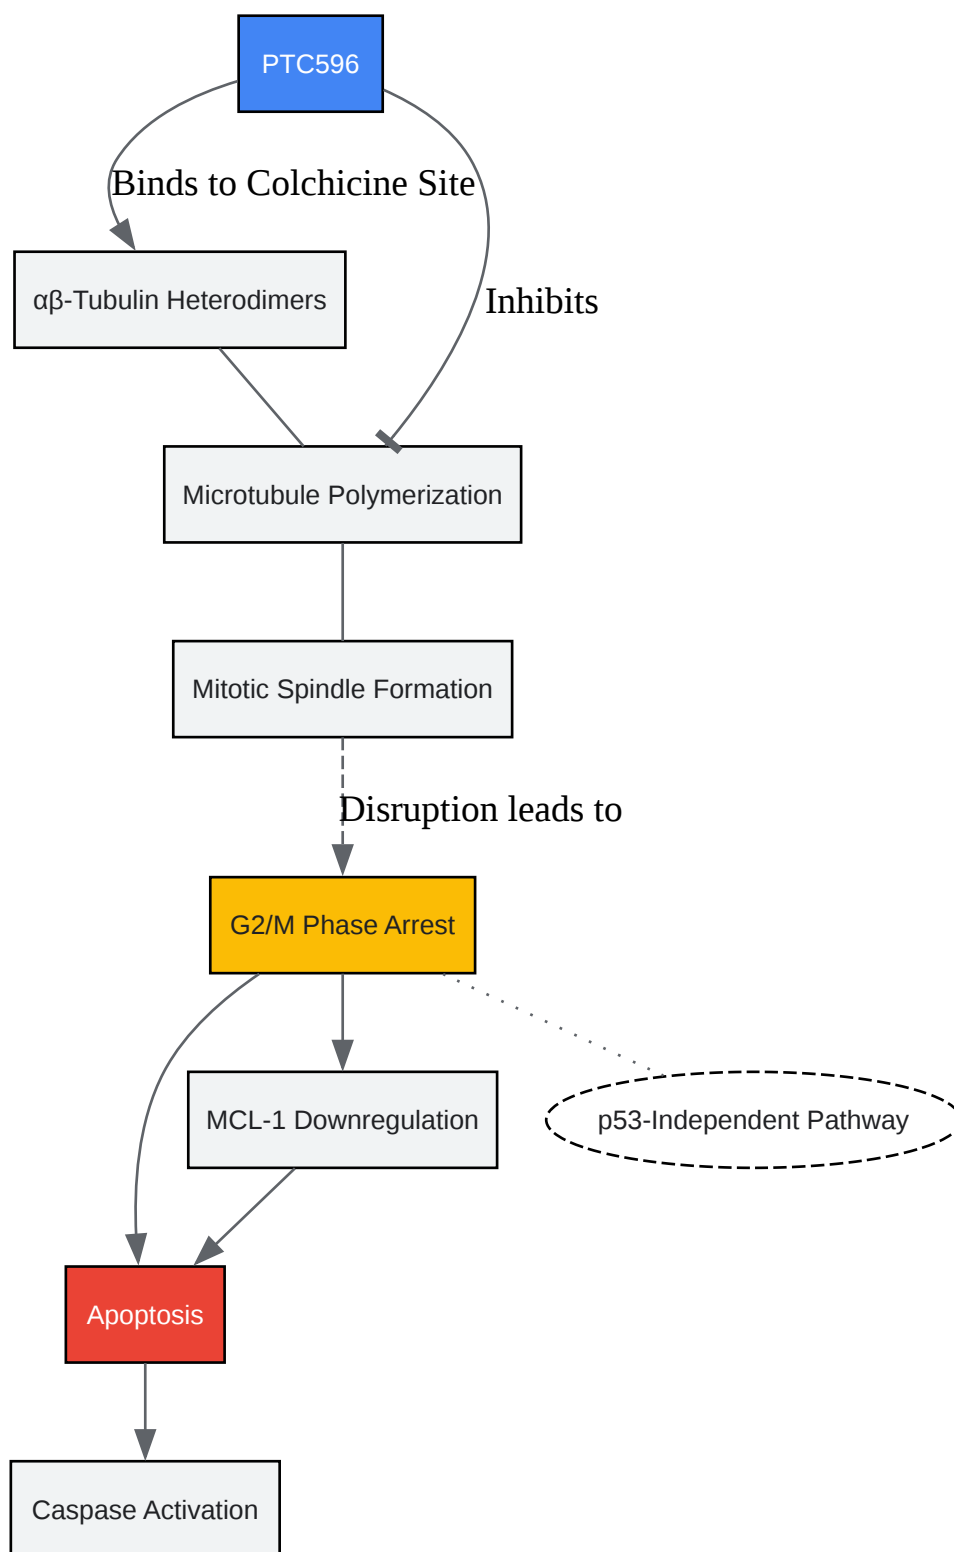 PTC596
Binds to Colchicine Site
αβ-Tubulin Heterodimers
Inhibits
Microtubule Polymerization
Mitotic Spindle Formation
Disruption leads to
G2/M Phase Arrest
MCL-1 Downregulation
p53-Independent Pathway
Apoptosis
Caspase Activation